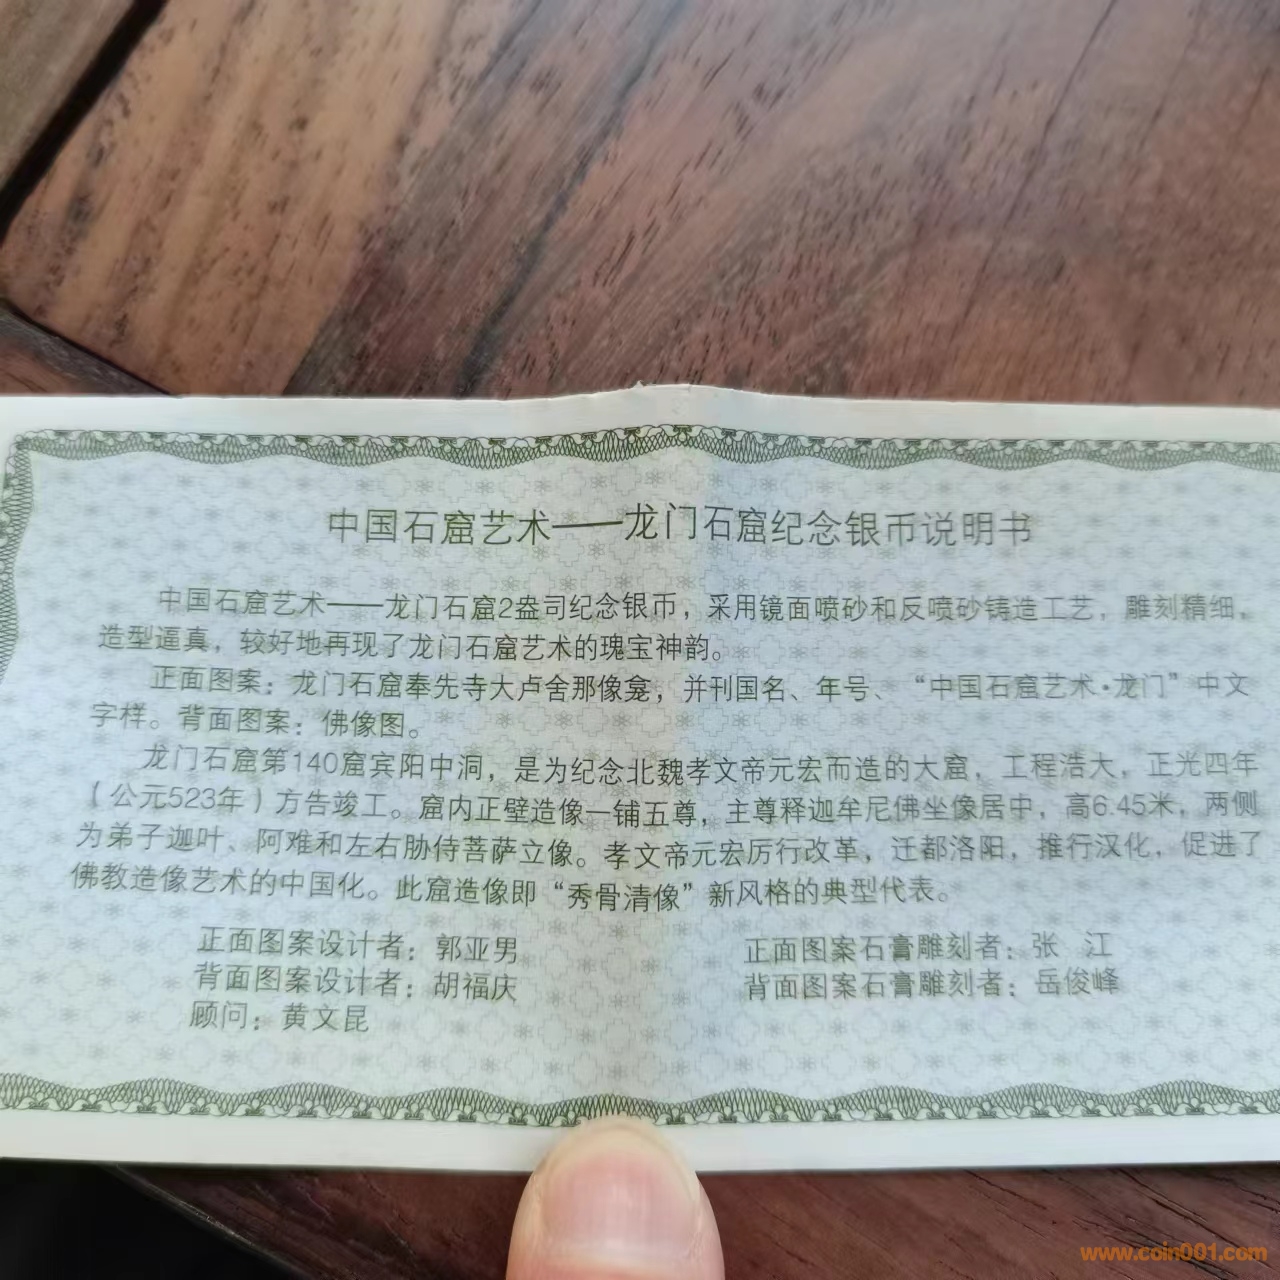 中国石窟艺术——龙门石窟纪念银币说明书
中国石窟艺术——龙门石窟2盎司纪念银币，采用镜面喷砂和反喷砂铸造工艺，雕刻精细，
造型逼真，较好地再现了龙门石窟艺术的瑰宝神韵。
正面图案：龙门石窟奉先寺大卢舍那像龛，并刊国名、年号、“中国石窟艺术·龙门”中文
字样。背面图案：佛像图。
龙门石窟第140窟宾阳中洞，是为纪念北魏孝文帝元宏而造的大窟，工程浩大，正光四年
（公元523年）方告竣工。窟内正壁造像一铺五尊，主尊释迦牟尼佛坐像居中，高6.45米，两侧
为弟子迦叶、阿难和左右胁侍菩萨立像。孝文帝元宏厉行改革，迁都洛阳，推行汉化，促进了
佛教造像艺术的中国化。此窟造像即“秀骨清像”新风格的典型代表。
正面图案设计者：郭亚男 正面图案石膏雕刻者：张 江
背面图案设计者：胡福庆 背面图案石膏雕刻者：岳俊峰
顾问：黄文昆
www.coin001.com